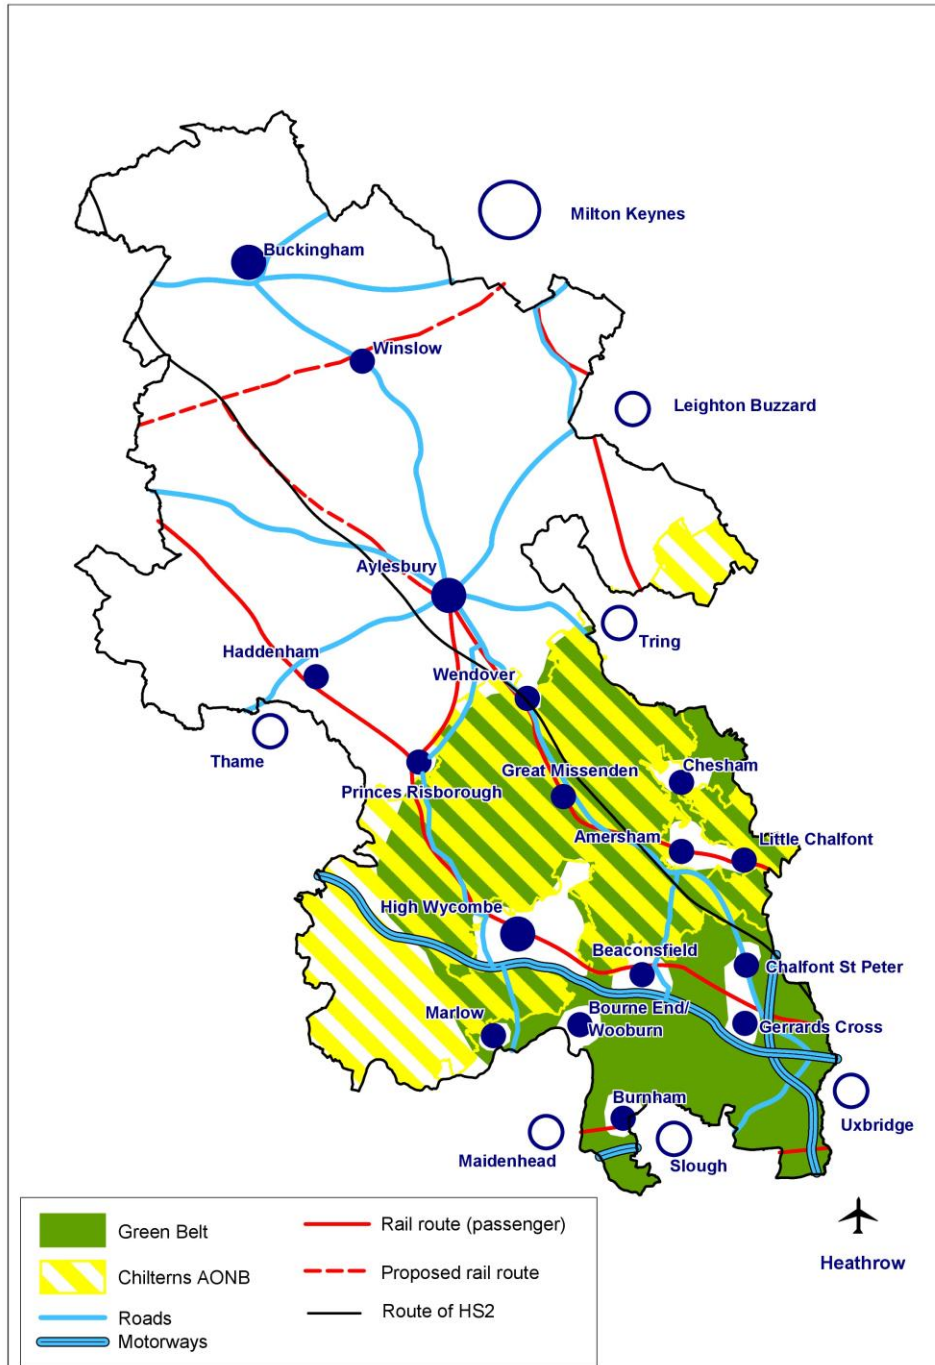 Milton Keynes
Buckingham
Winslow
Leighton Buzzard
Aylesbury
Tring
Haddenham
Wendover
Thame
Chesham
Great Missenden
Princes Risborough
Amersham
Little Chalfont
High Wycombe
Beaconsfield
Chalfont St Peter
Marlow
Bourne End/
Wooburn
Gerrards Cross
Burnham
Uxbridge
Maidenhead
Slough
Heathrow
Green Belt
Chilterns AONB
Roads
Motorways
Rail route (passenger)
Proposed rail route
Route of HS2